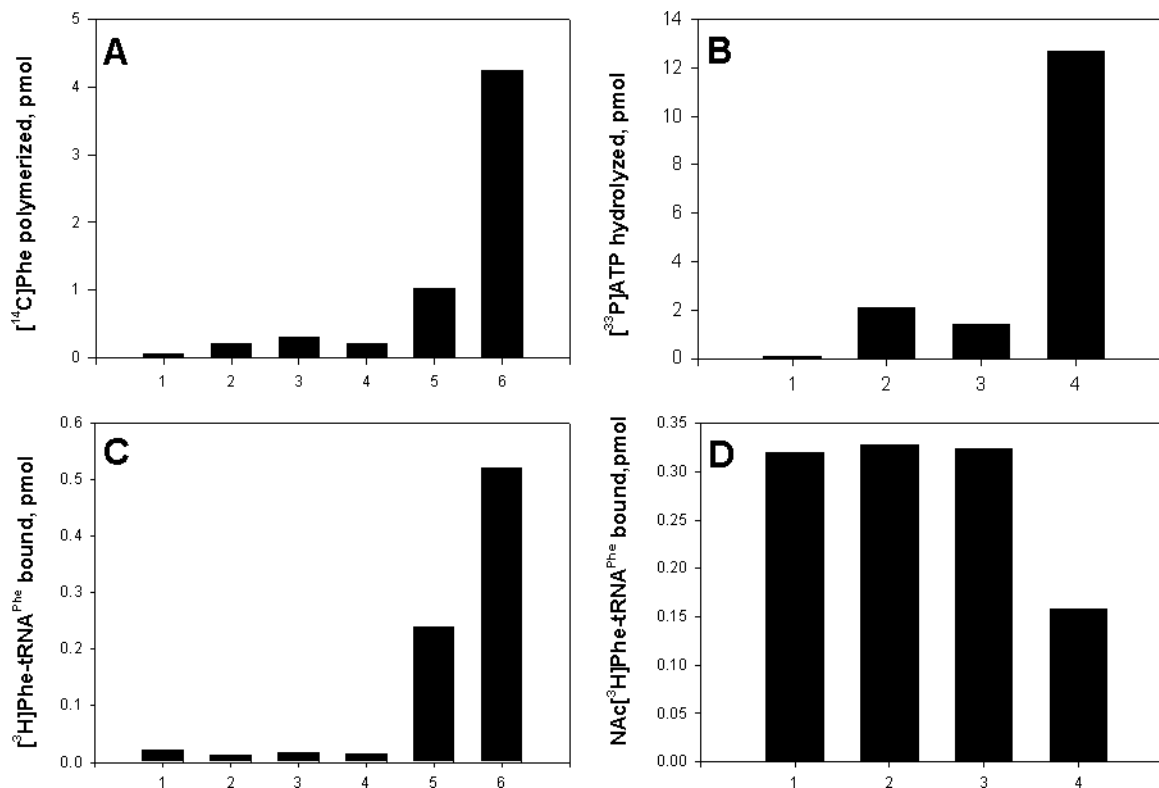 A
[14C]Phe polymerized, pmol
5
4
3
2
1
0
1 2 3 4 5 6
B
[33P]ATP hydrolyzed, pmol
14
12
10
8
6
4
2
0
1 2 3 4
C
[3H]Phe-tRNAPhe bound, pmol
0.6
0.5
0.4
0.3
0.2
0.1
0.0
1 2 3 4 5 6
D
NAc[3H]Phe-tRNAPhe bound,pmol
0.35
0.30
0.25
0.20
0.15
0.10
0.05
0.00
1 2 3 4